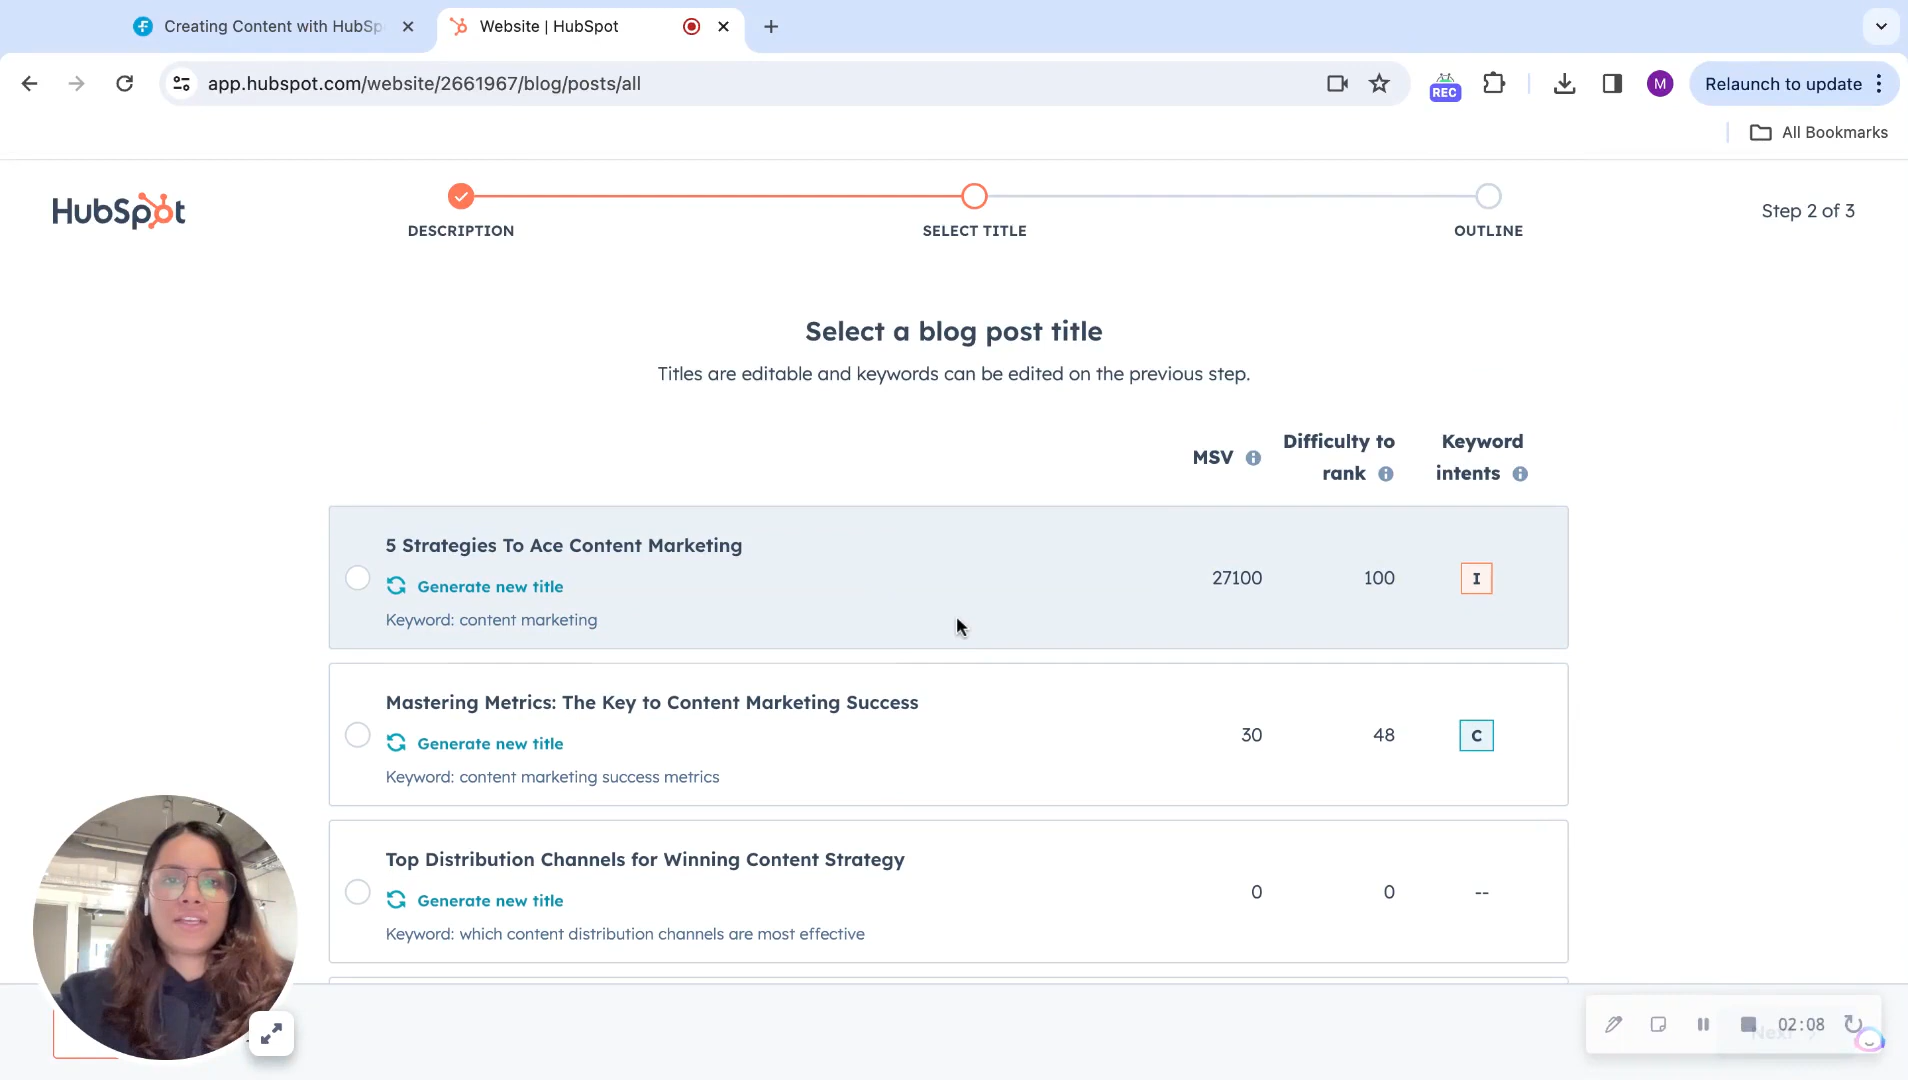 Creating Content with HubSp
Website | HubSpot
app.hubspot.com/website/2661967/blog/posts/all
REC
M
Relaunch to update
All Bookmarks
HubSpot
DESCRIPTION
SELECT TITLE
OUTLINE
Step 2 of 3
Select a blog post title
Titles are editable and keywords can be edited on the previous step.
MSV
Difficulty to rank
Keyword intents
5 Strategies To Ace Content Marketing
Generate new title
Keyword: content marketing
27100
100
I
Mastering Metrics: The Key to Content Marketing Success
Generate new title
Keyword: content marketing success metrics
30
48
C
Top Distribution Channels for Winning Content Strategy
Generate new title
Keyword: which content distribution channels are most effective
0
0
--
02:08
Next